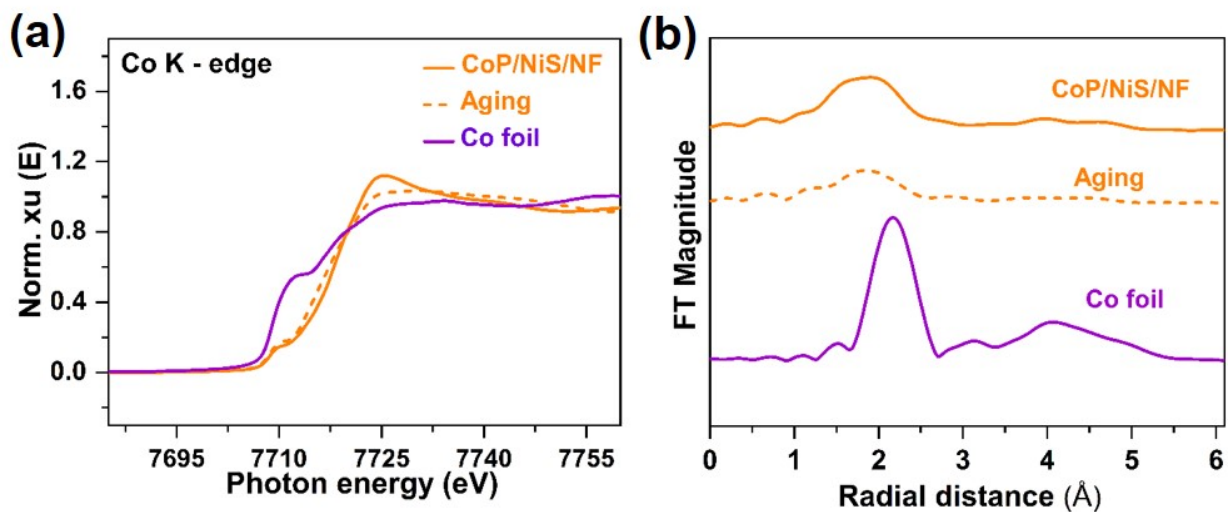 (a)
Co K - edge
CoP/NiS/NF
Aging
Co foil
Norm. xu (E)
1.6
1.2
0.8
0.4
0.0
7695 7710 7725 7740 7755
Photon energy (eV)
(b)
CoP/NiS/NF
Aging
Co foil
FT Magnitude
0 1 2 3 4 5 6
Radial distance (Å)